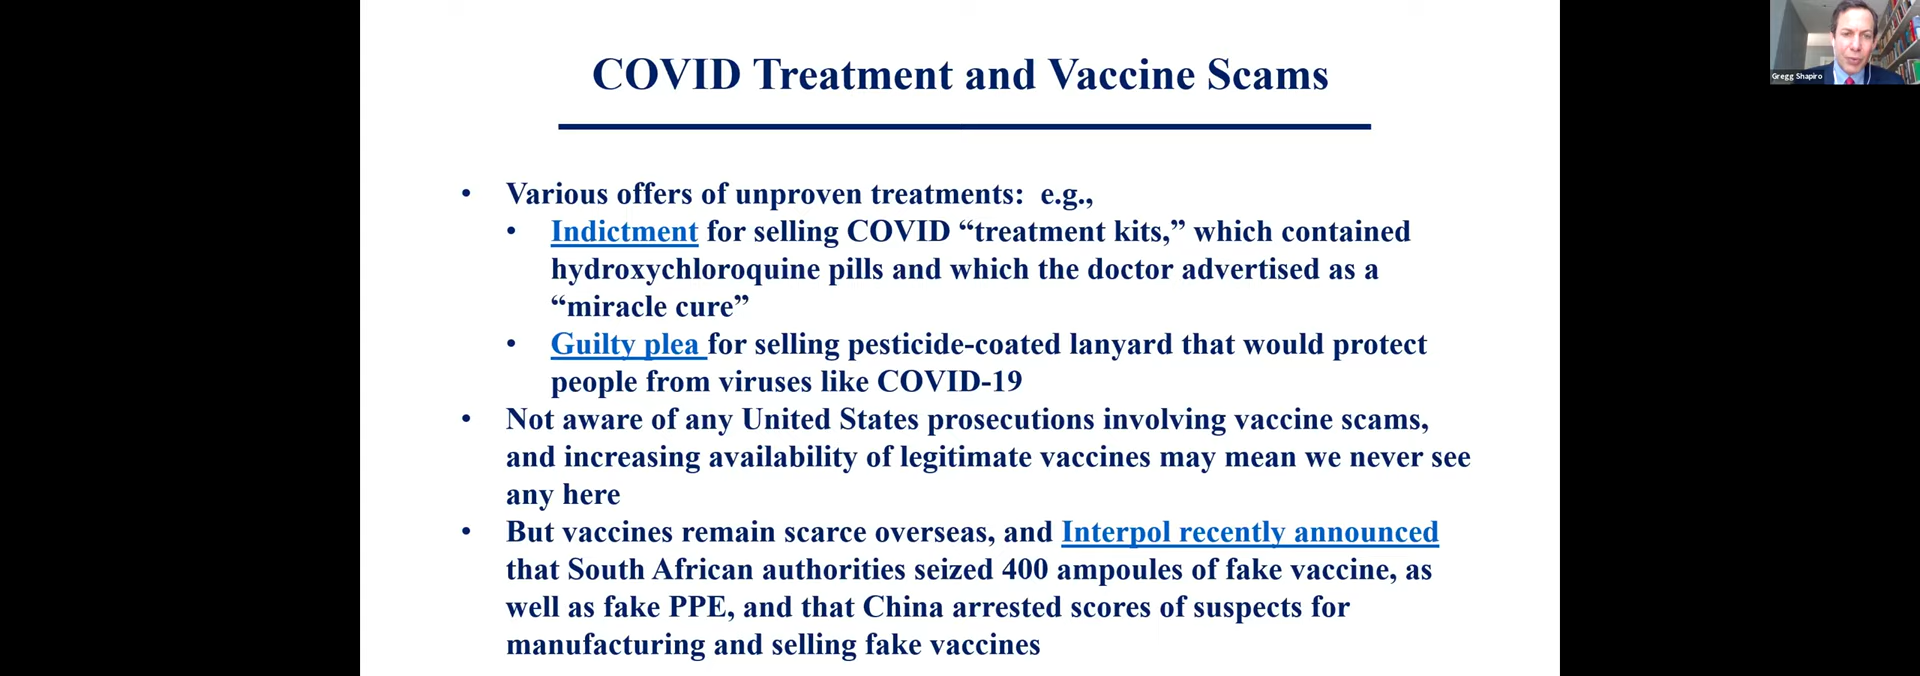 COVID Treatment and Vaccine Scams
Gregg Shapiro
• Various offers of unproven treatments:  e.g.,
• Indictment for selling COVID “treatment kits,” which contained
hydroxychloroquine pills and which the doctor advertised as a
“miracle cure”
• Guilty plea for selling pesticide-coated lanyard that would protect
people from viruses like COVID-19
• Not aware of any United States prosecutions involving vaccine scams,
and increasing availability of legitimate vaccines may mean we never see
any here
• But vaccines remain scarce overseas, and Interpol recently announced
that South African authorities seized 400 ampoules of fake vaccine, as
well as fake PPE, and that China arrested scores of suspects for
manufacturing and selling fake vaccines